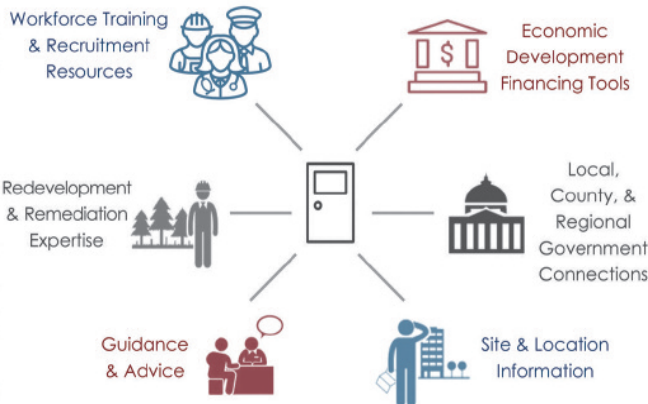 Workforce Training
& Recruitment
Resources
Economic
Development
Financing Tools
$
Redevelopment
& Remediation
Expertise
Local,
County, &
Regional
Government
Connections
Guidance
& Advice
Site & Location
Information